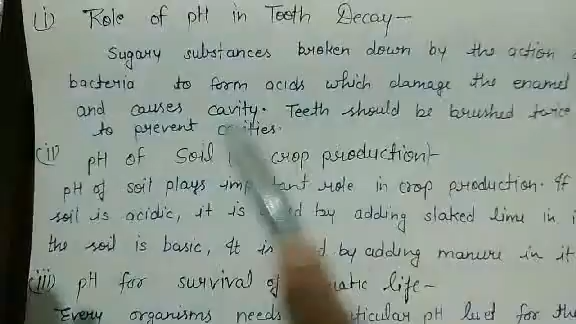 (i) Role of pH in Tooth Decay-
Sugary substances broken down by the action
bacteria to form acids which damage the enamel
and causes cavity. Teeth should be brushed twice
to prevent
(ii) pH of Soil crop production-
pH of soil plays role in crop production. If
soil is acidic, it is by adding slaked lime in
the soil is basic, It is by adding manure in it
(iii) pH for survival of life-
Every organisms needs pH for